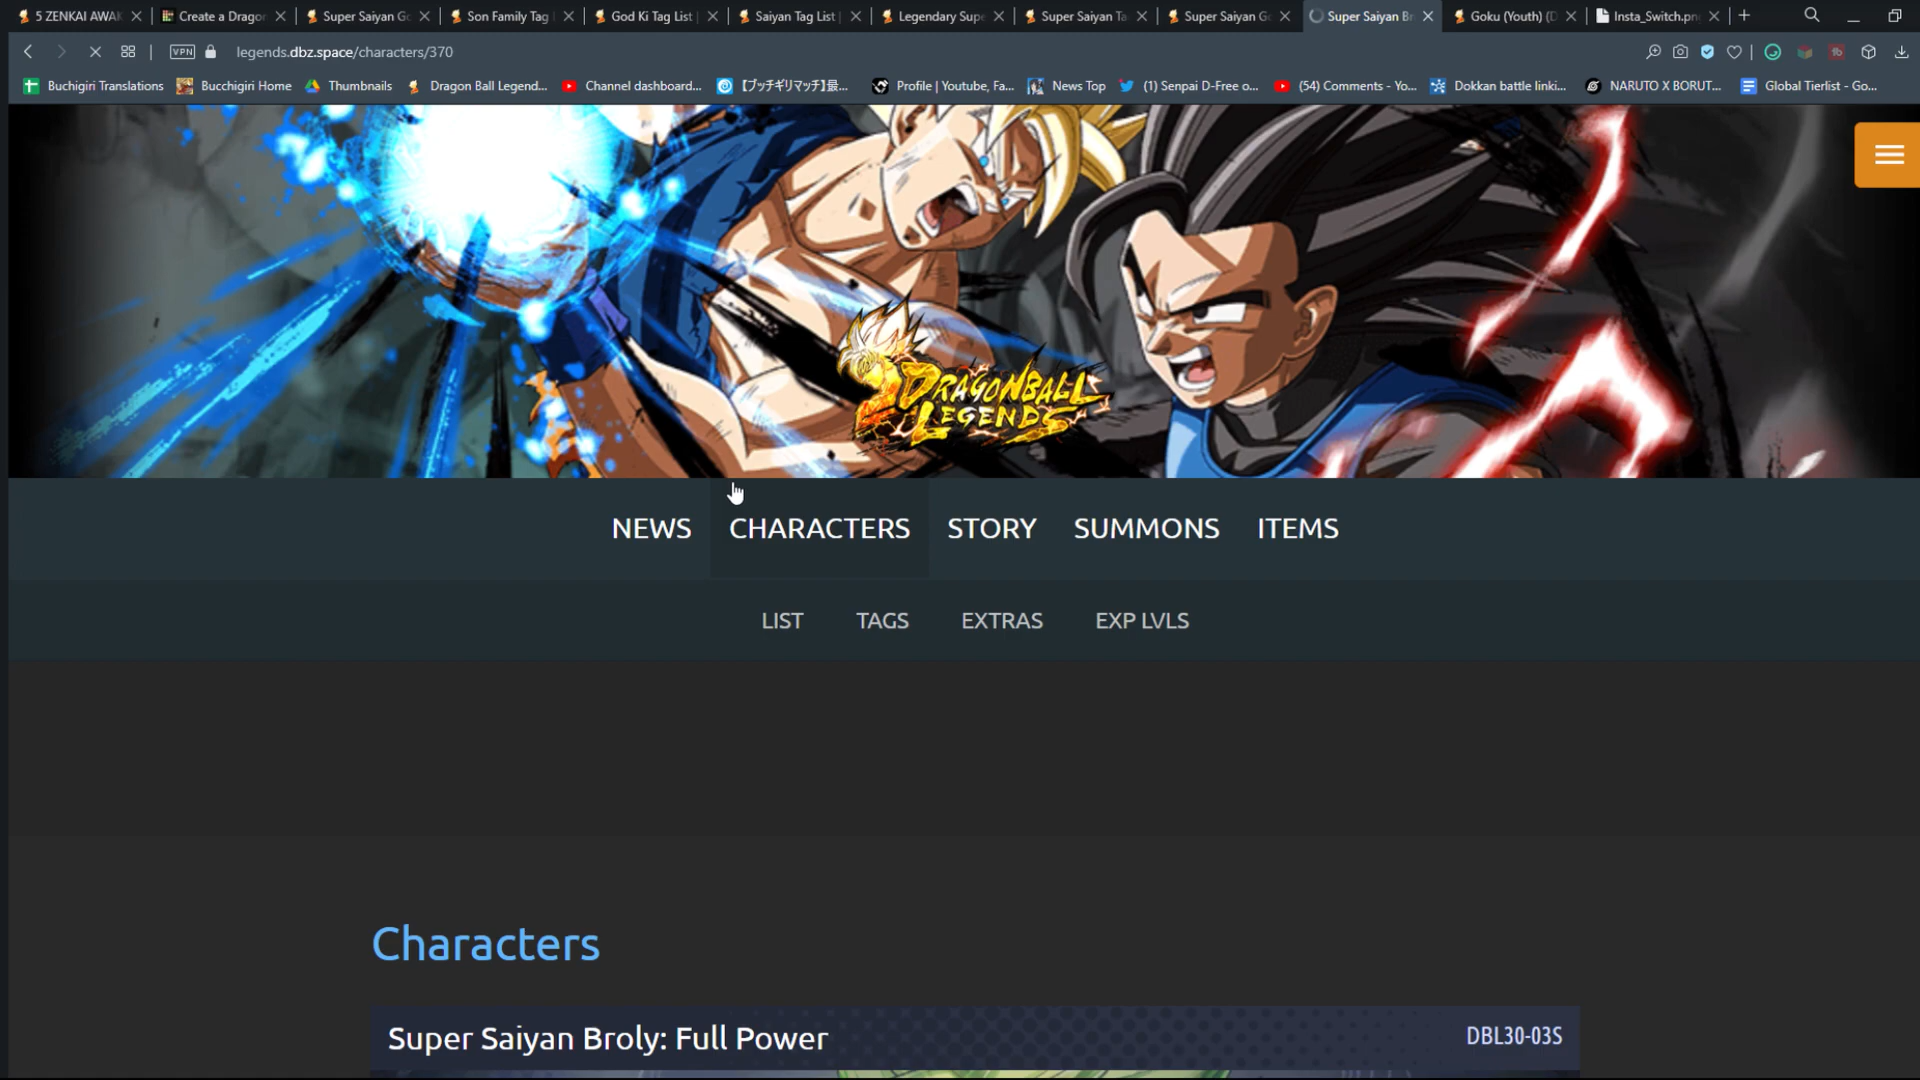 5 ZENKAI AWAK
Create a Drago
Super Saiyan Go
Son Family Tag
God Ki Tag List
Saiyan Tag List
Legendary Supe
Super Saiyan Ta
Super Saiyan Go
Super Saiyan Br
Goku (Youth) (D
Insta_Switch.pn
VPN
legends.dbz.space/characters/370
Buchigiri Translations
Bucchigiri Home
Thumbnails
Dragon Ball Legend...
Channel dashboard...
【ブッチギリマッチ】最...
Profile | Youtube, Fa...
News Top
(1) Senpai D-Free o...
(54) Comments - Yo...
Dokkan battle linki...
NARUTO X BORUT...
Global Tierlist - Go...
DRAGONBALL
LEGENDS
NEWS CHARACTERS STORY SUMMONS ITEMS
LIST TAGS EXTRAS EXP LVLS
Characters
Super Saiyan Broly: Full Power
DBL30-03S